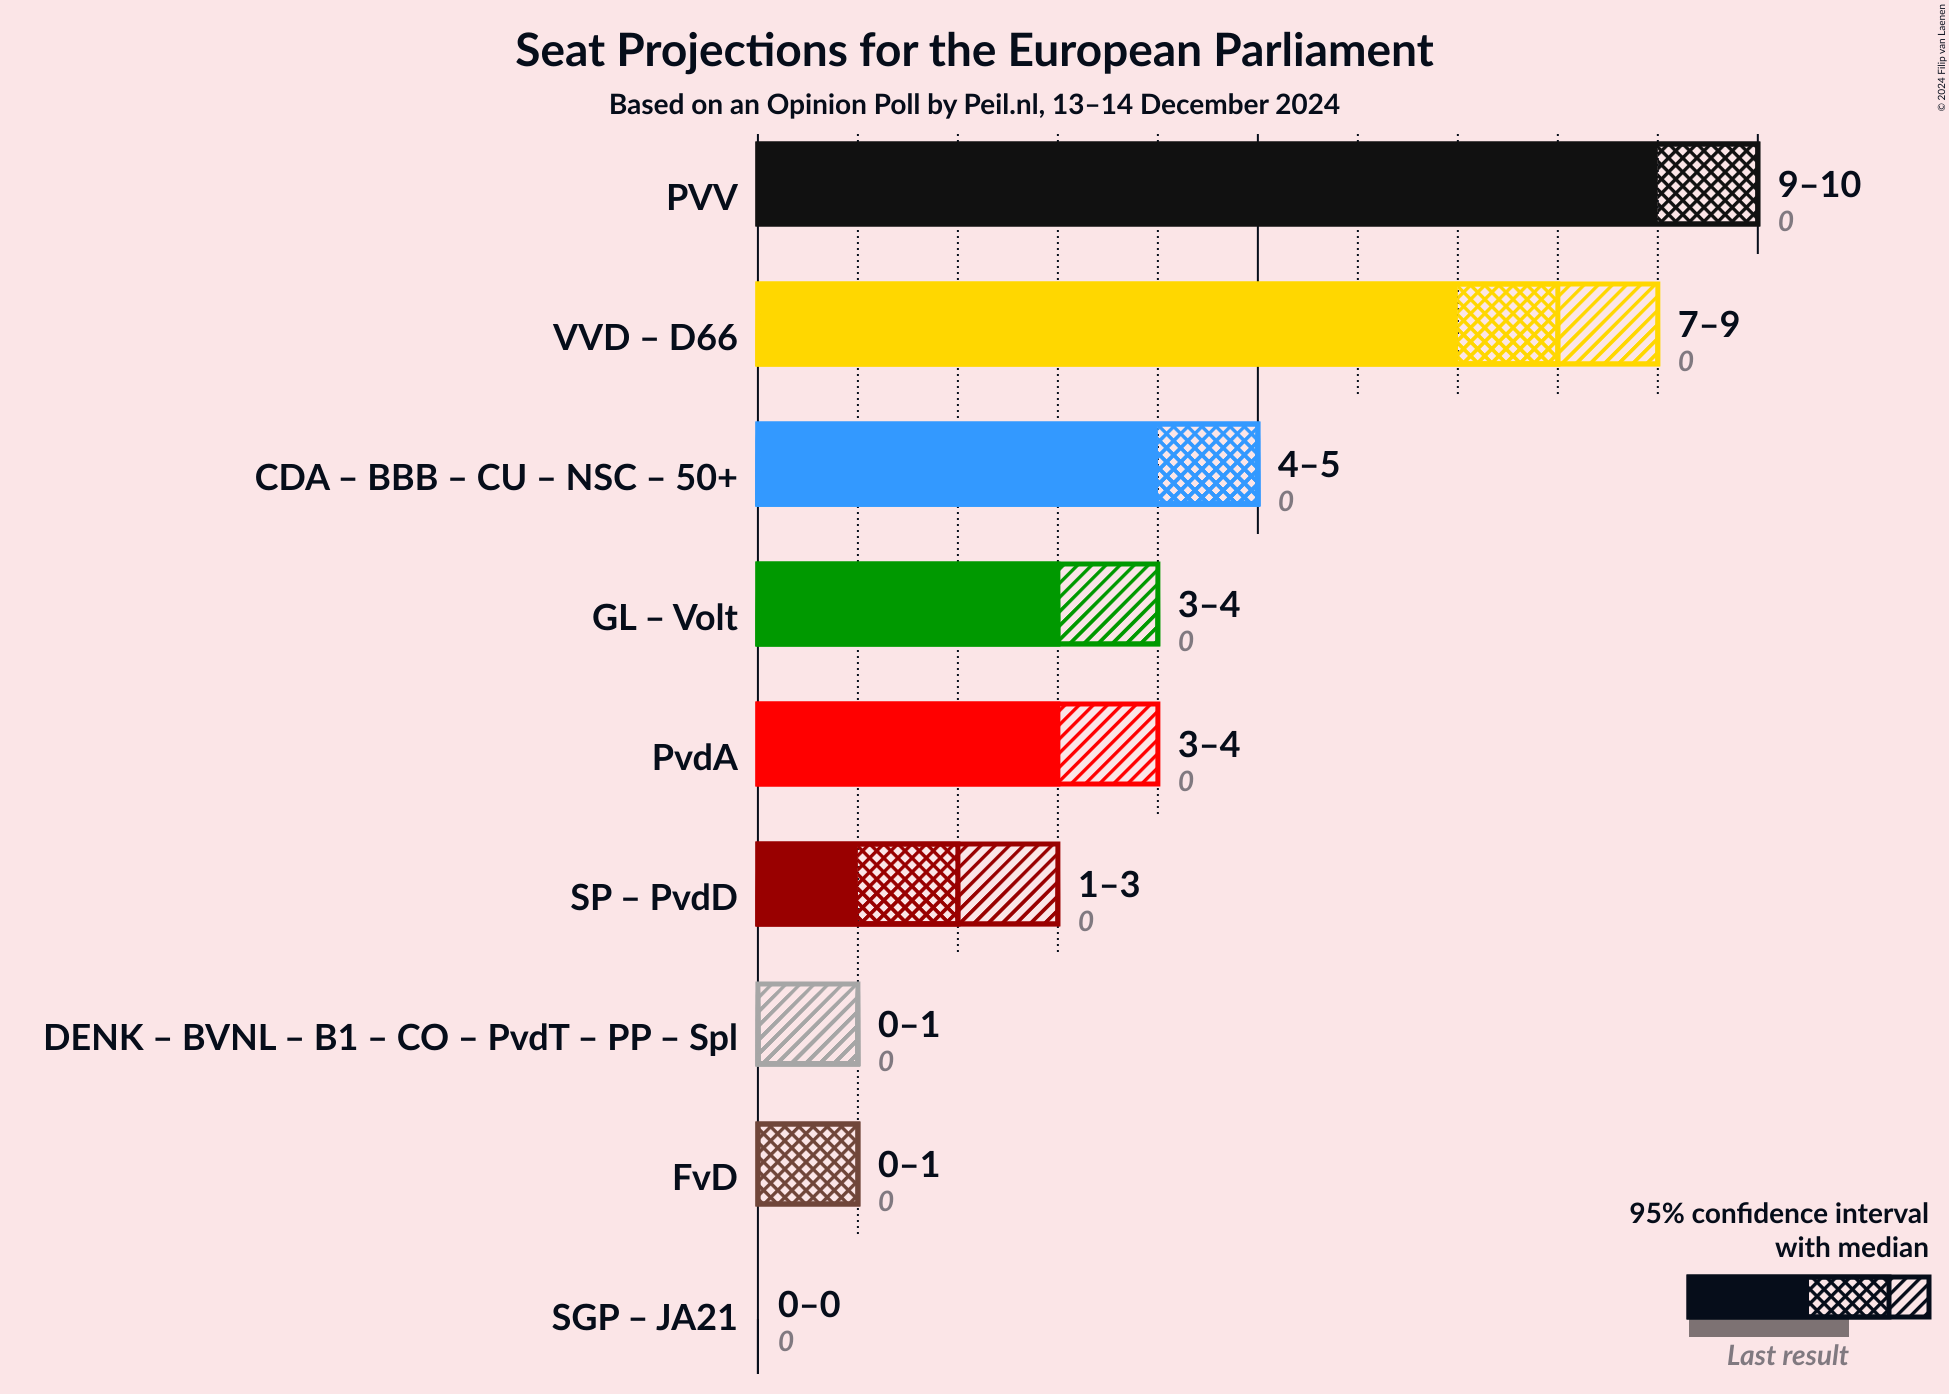 Seat Projections for the European Parliament
Based on an Opinion Poll by Peil.nl, 13–14 December 2024
© 2024 Filip van Laenen
PVV
9–10
0
VVD – D66
7–9
0
CDA – BBB – CU – NSC – 50+
4–5
0
GL – Volt
3–4
0
PvdA
3–4
0
SP – PvdD
1–3
0
DENK – BVNL – B1 – CO – PvdT – PP – Spl
0–1
0
FvD
0–1
0
SGP – JA21
0–0
0
95% confidence interval
with median
Last result